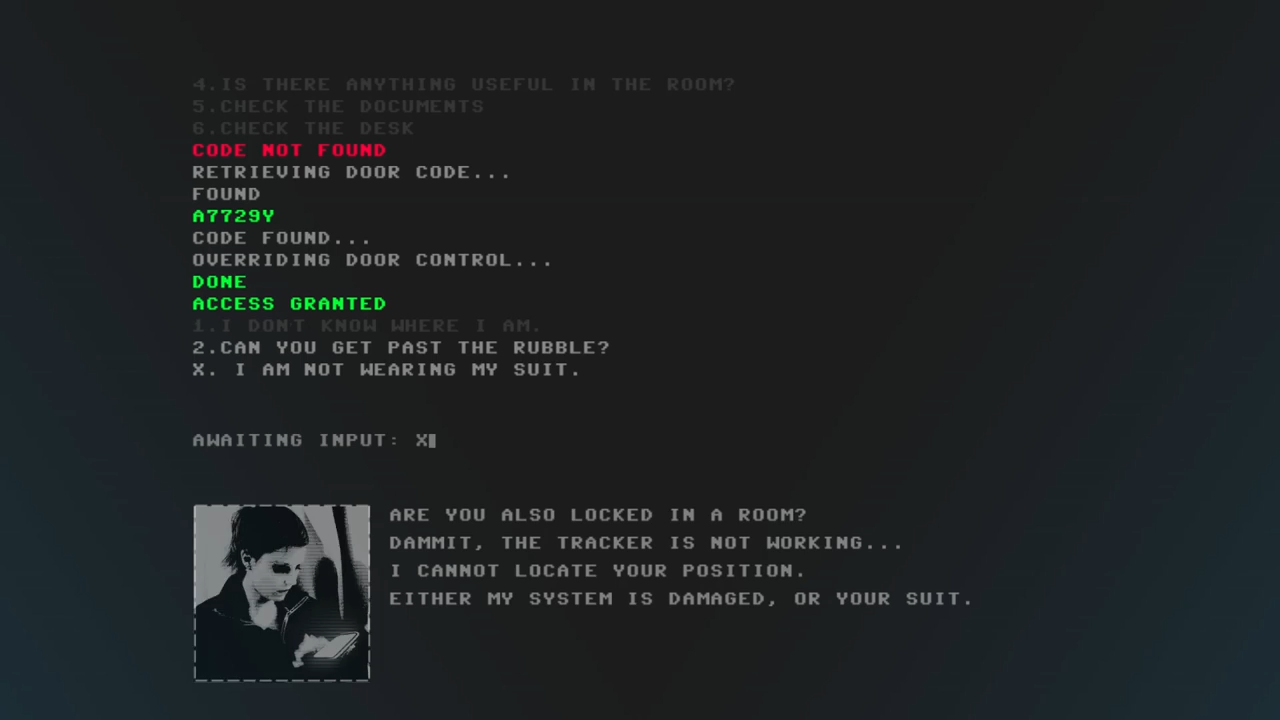 4.IS THERE ANYTHING USEFUL IN THE ROOM?
5.CHECK THE DOCUMENTS
6.CHECK THE DESK
CODE NOT FOUND
RETRIEVING DOOR CODE...
FOUND
A7729Y
CODE FOUND...
OVERRIDING DOOR CONTROL...
DONE
ACCESS GRANTED
1.I DON'T KNOW WHERE I AM.
2.CAN YOU GET PAST THE RUBBLE?
X. I AM NOT WEARING MY SUIT.
AWAITING INPUT: X
ARE YOU ALSO LOCKED IN A ROOM?
DAMMIT, THE TRACKER IS NOT WORKING...
I CANNOT LOCATE YOUR POSITION.
EITHER MY SYSTEM IS DAMAGED, OR YOUR SUIT.